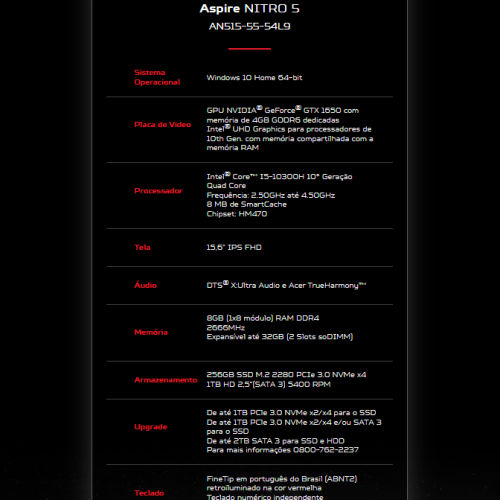 Aspire NITRO 5
AN515-55-54L9
Sistema
Operacional
Windows 10 Home 64-bit
Placa de Vídeo
GPU NVIDIA® GeForce® GTX 1650 com
memória de 4GB GDDR6 dedicadas
Intel® UHD Graphics para processadores de
10th Gen. com memória compartilhada com a
memória RAM
Processador
Intel® Core™ I5-10300H 10ª Geração
Quad Core
Frequência: 2.50GHz até 4.50GHz
8 MB de SmartCache
Chipset: HM470
Tela
15.6" IPS FHD
Áudio
DTS® X:Ultra Audio e Acer TrueHarmony™
Memória
8GB (1x8 módulo) RAM DDR4
2666MHz
Expansível até 32GB (2 Slots soDIMM)
Armazenamento
256GB SSD M.2 2280 PCIe 3.0 NVMe x4
1TB HD 2,5"(SATA 3) 5400 RPM
Upgrade
De até 1TB PCIe 3.0 NVMe x2/x4 para o SSD
De até 1TB PCIe 3.0 NVMe x2/x4 e/ou SATA 3
para o SSD
De até 2TB SATA 3 para SSD e HDD
Para mais informações 0800-762-2237
Teclado
FineTip em português do Brasil (ABNT2)
retroiluminado na cor vermelha
Teclado numérico independente